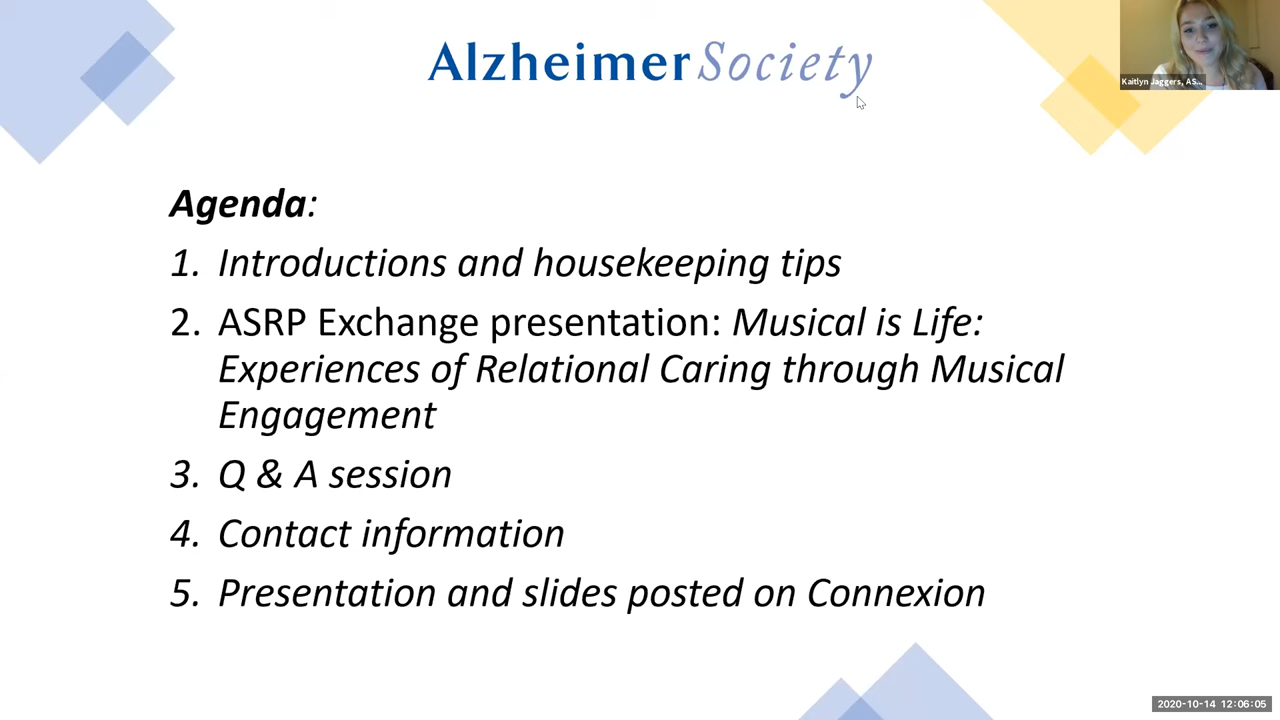 Alzheimer Society
Kaitlyn Jaggers, AS...
Agenda:
1. Introductions and housekeeping tips
2. ASRP Exchange presentation: Musical is Life:
Experiences of Relational Caring through Musical
Engagement
3. Q & A session
4. Contact information
5. Presentation and slides posted on Connexion
2020-10-14 12:06:05